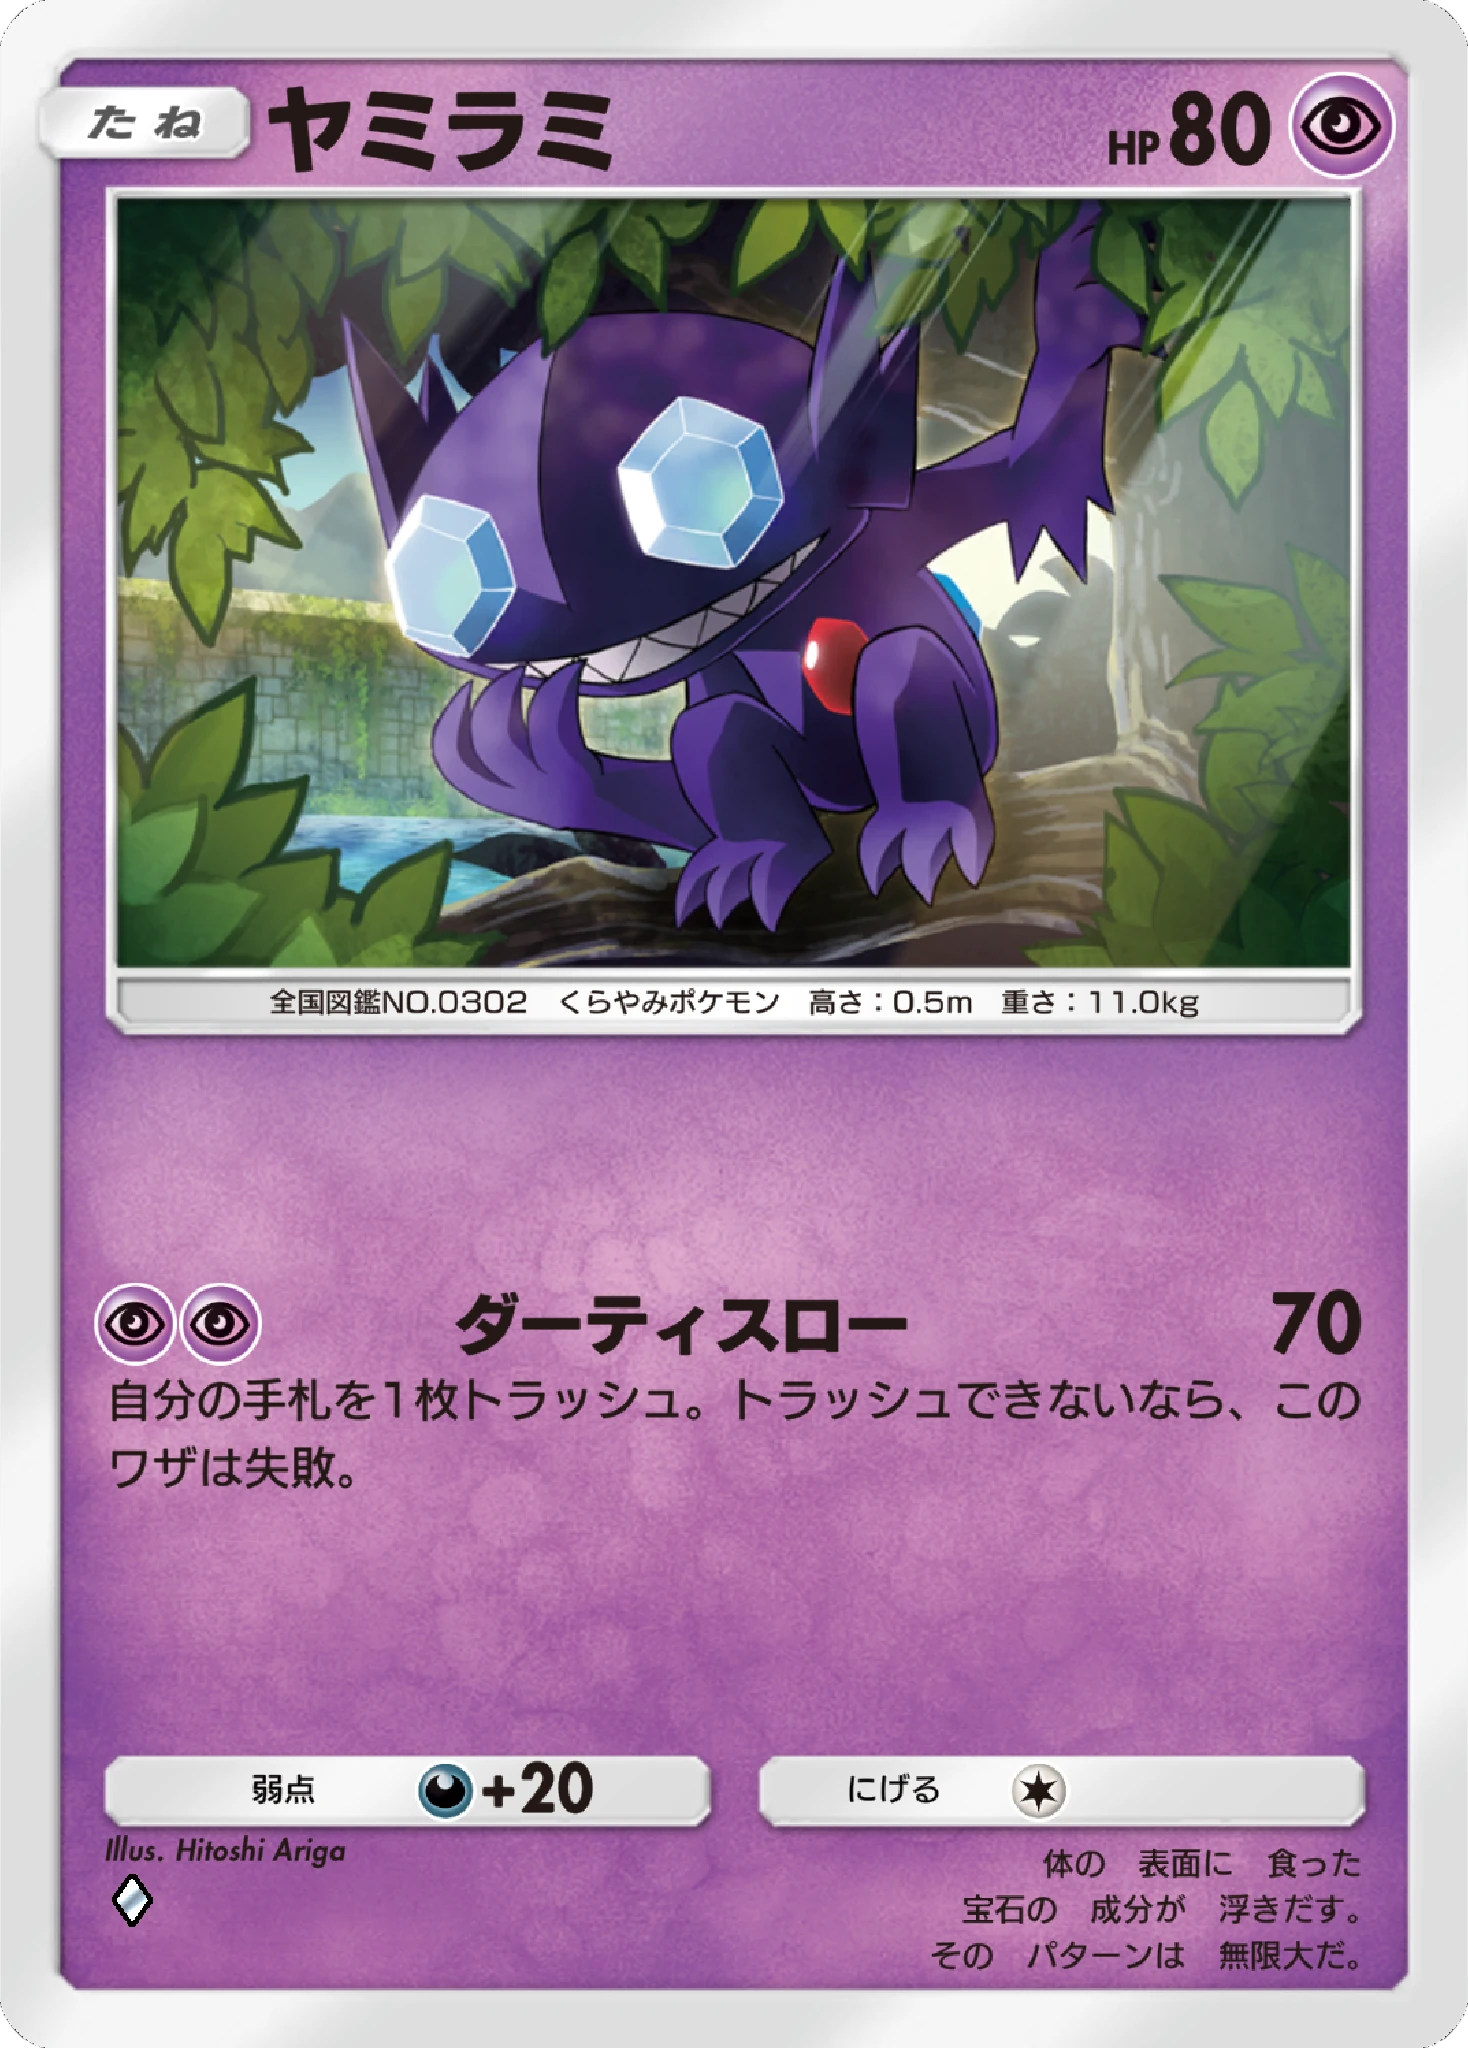 たね
ヤミラミ
HP80
全国図鑑NO.0302 くらやみポケモン 高さ:0.5m 重さ:11.0kg
ダーティスロー 70
自分の手札を1枚トラッシュ。トラッシュできないなら、この
ワザは失敗。
弱点 +20
にげる
Illus. Hitoshi Ariga
体の 表面に 食った
宝石の 成分が 浮きだす。
その パターンは 無限大だ。